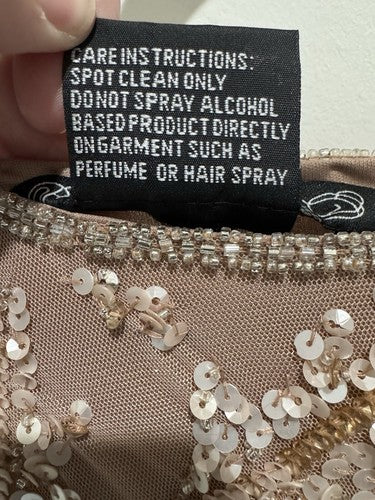 CARE INSTRUCTIONS:
SPOT CLEAN ONLY
DO NOT SPRAY ALCOHOL
BASED PRODUCT DIRECTLY
ON GARMENT SUCH AS
PERFUME OR HAIR SPRAY